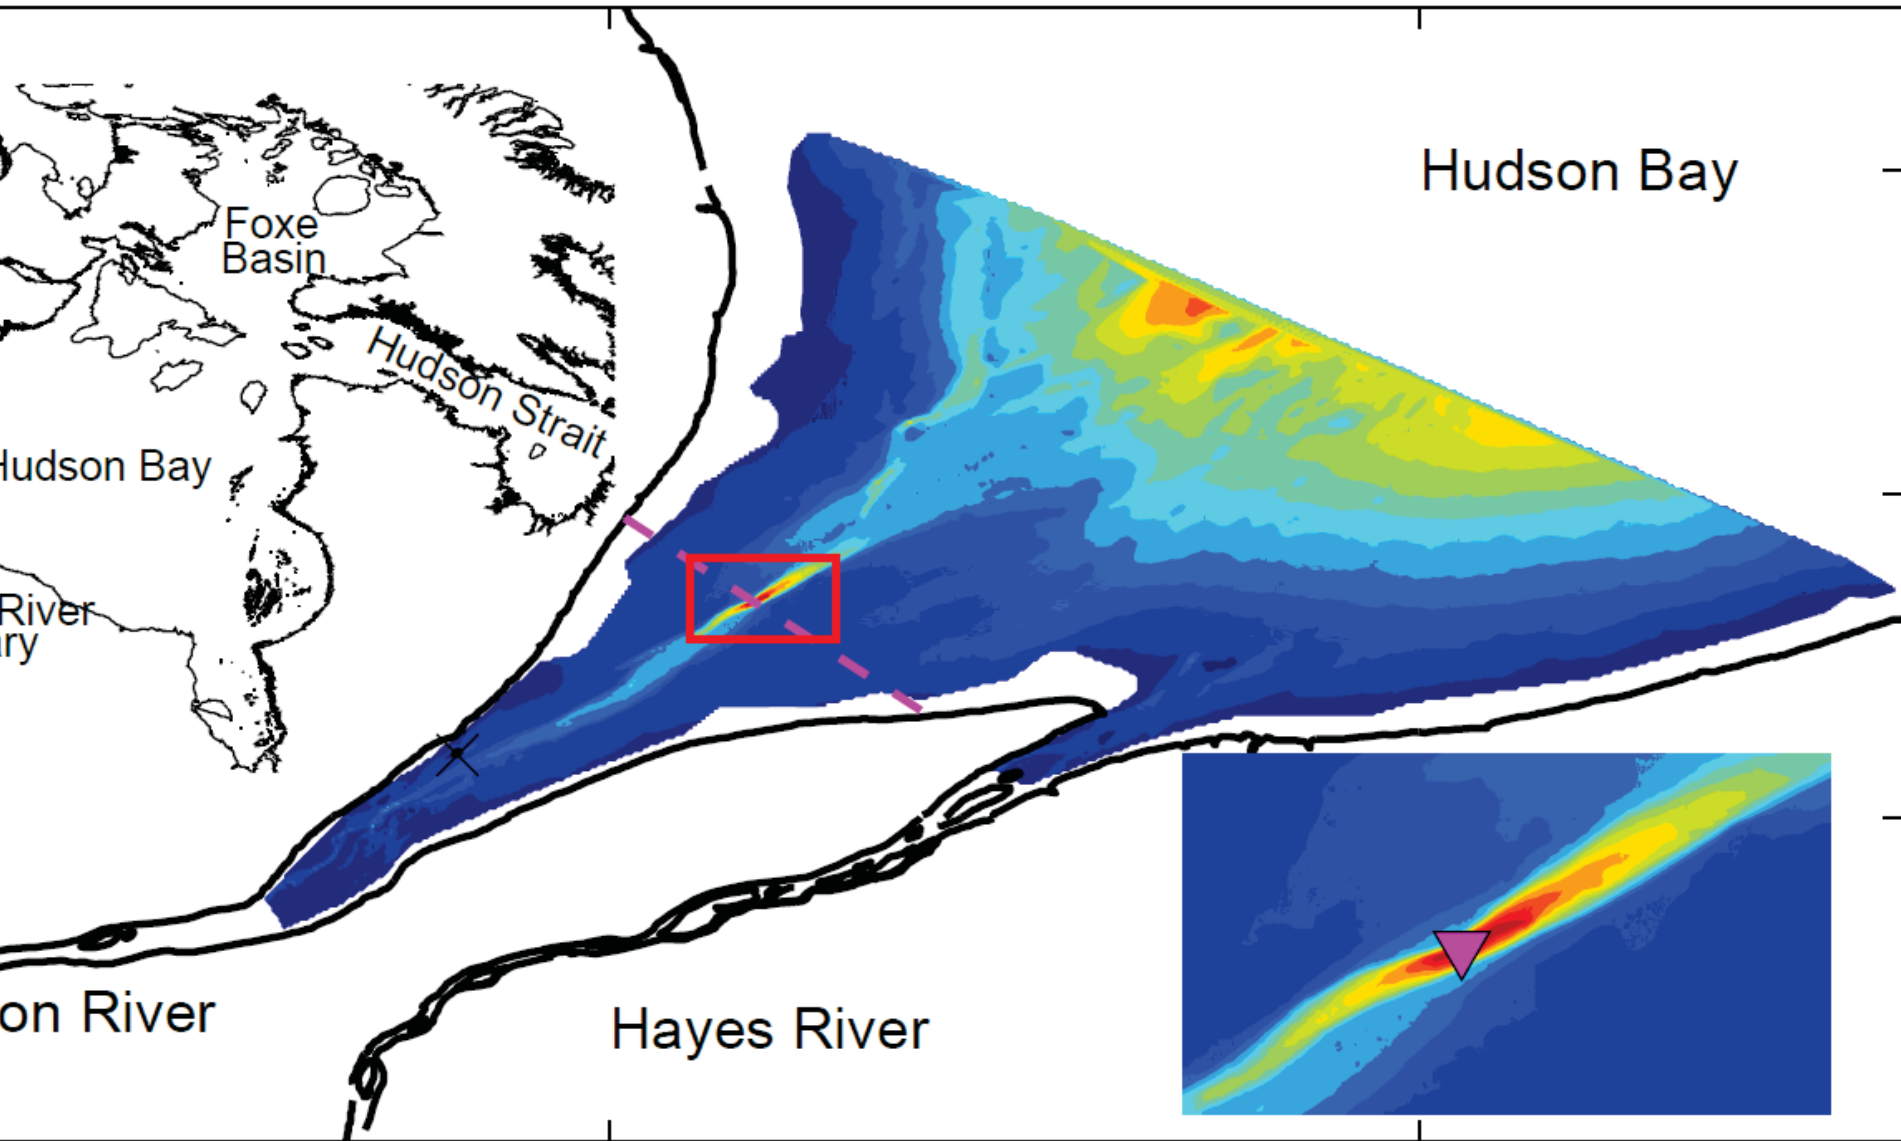 Hudson Bay
Foxe
Basin
Hudson Strait
Hudson Bay
River
ry
on River
Hayes River